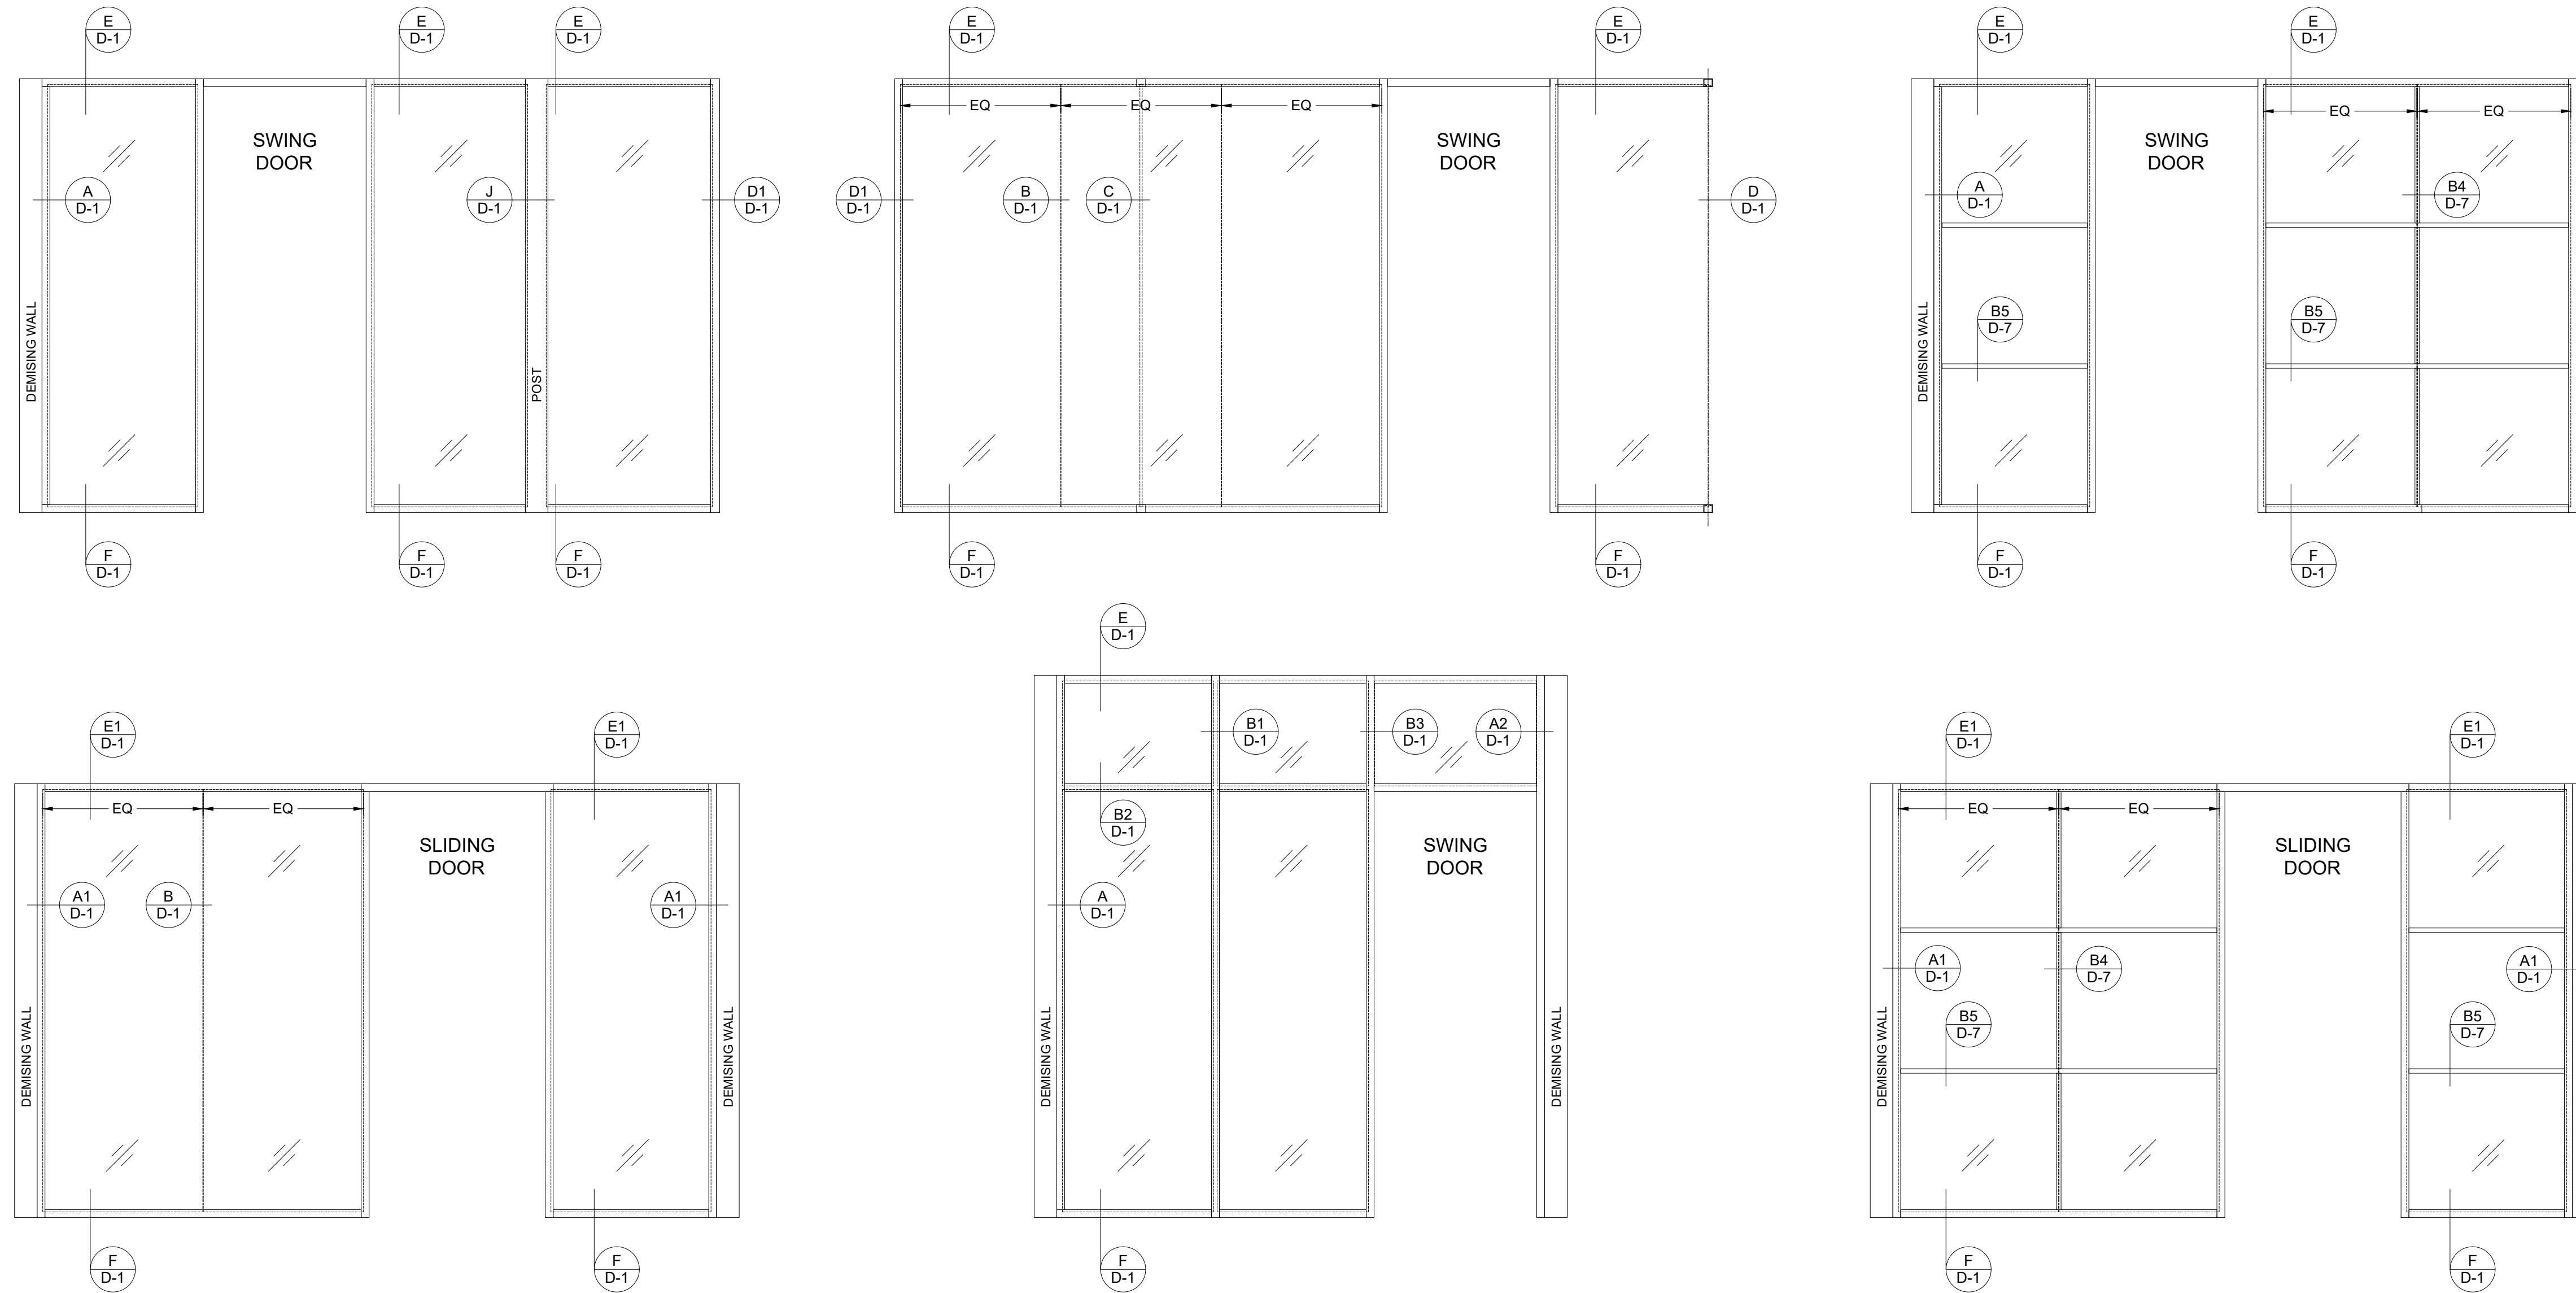 E
D-1
E
D-1
E
D-1
SWING
DOOR
A
D-1
J
D-1
D1
D-1
DEMISING WALL
POST
F
D-1
F
D-1
F
D-1
E
D-1
E
D-1
EQ
EQ
EQ
SWING
DOOR
D1
D-1
B
D-1
C
D-1
D
D-1
F
D-1
F
D-1
E
D-1
E
D-1
EQ
EQ
SWING
DOOR
A
D-1
B4
D-7
B5
D-7
B5
D-7
DEMISING WALL
F
D-1
F
D-1
E1
D-1
E1
D-1
EQ
EQ
SLIDING
DOOR
A1
D-1
B
D-1
A1
D-1
DEMISING WALL
DEMISING WALL
F
D-1
F
D-1
E
D-1
B1
D-1
B3
D-1
A2
D-1
B2
D-1
SWING
DOOR
A
D-1
DEMISING WALL
DEMISING WALL
F
D-1
E1
D-1
E1
D-1
EQ
EQ
SLIDING
DOOR
A1
D-1
B4
D-7
A1
D-1
B5
D-7
B5
D-7
DEMISING WALL
F
D-1
F
D-1